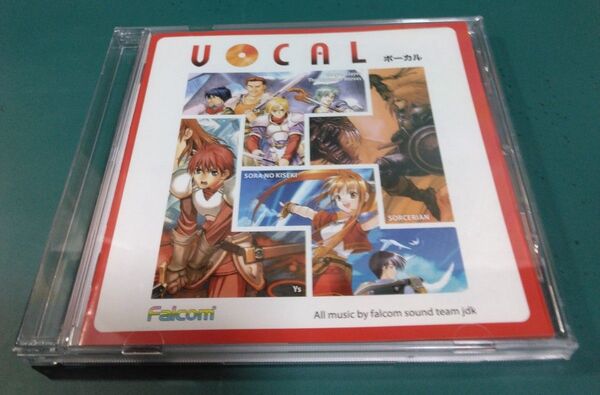 VOCAL ボーカル
SORA NO KISEKI
SORCERIAN
Ys
Falcom
All music by falcom sound team jdk